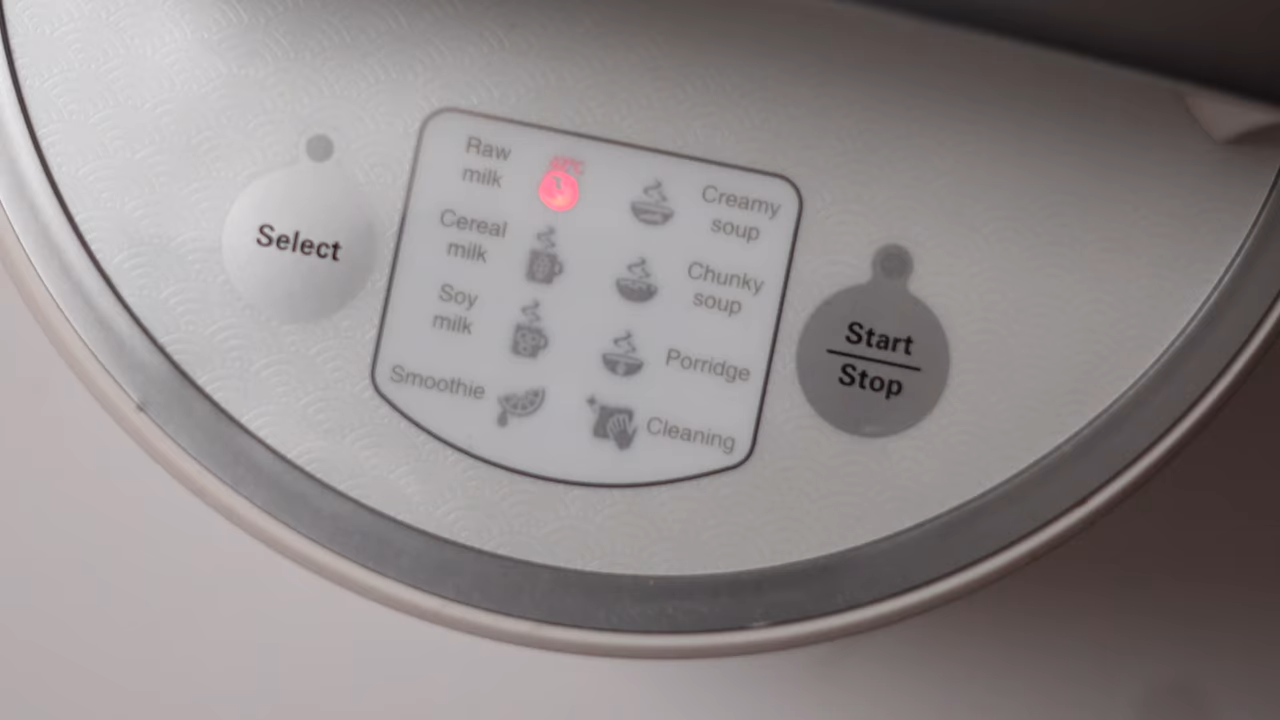 Select
Raw
milk
Cereal
milk
Soy
milk
Smoothie
Creamy
soup
Chunky
soup
Porridge
Cleaning
Start
Stop